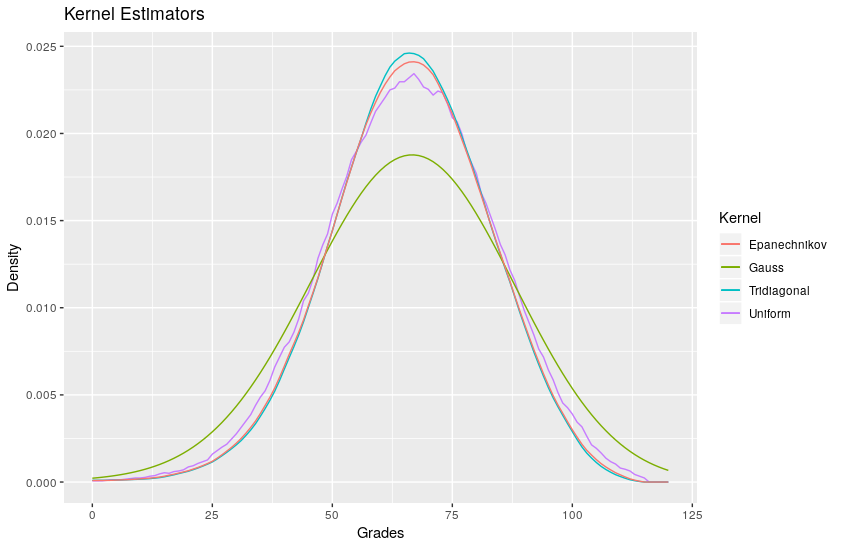 Kernel Estimators
0.025
0.020
0.015
0.010
0.005
0.000
Density
0
25
50
75
100
125
Grades
Kernel
Epanechnikov
Gauss
Tridiagonal
Uniform